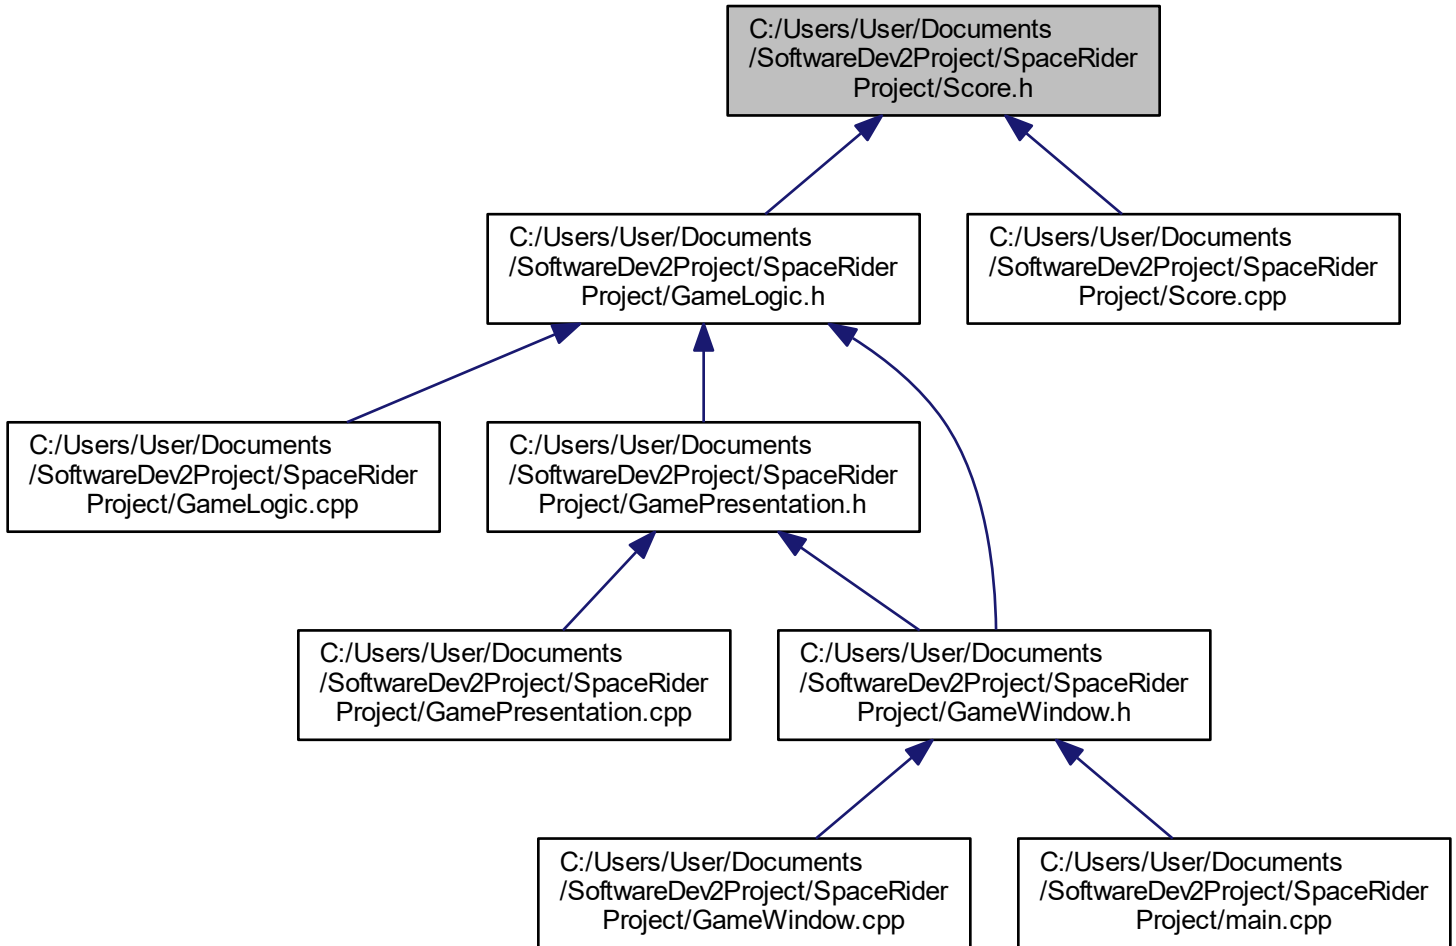 C:/Users/User/Documents
/SoftwareDev2Project/SpaceRider
Project/Score.h
C:/Users/User/Documents
/SoftwareDev2Project/SpaceRider
Project/GameLogic.h
C:/Users/User/Documents
/SoftwareDev2Project/SpaceRider
Project/Score.cpp
C:/Users/User/Documents
/SoftwareDev2Project/SpaceRider
Project/GameLogic.cpp
C:/Users/User/Documents
/SoftwareDev2Project/SpaceRider
Project/GamePresentation.h
C:/Users/User/Documents
/SoftwareDev2Project/SpaceRider
Project/GamePresentation.cpp
C:/Users/User/Documents
/SoftwareDev2Project/SpaceRider
Project/GameWindow.h
C:/Users/User/Documents
/SoftwareDev2Project/SpaceRider
Project/GameWindow.cpp
C:/Users/User/Documents
/SoftwareDev2Project/SpaceRider
Project/main.cpp